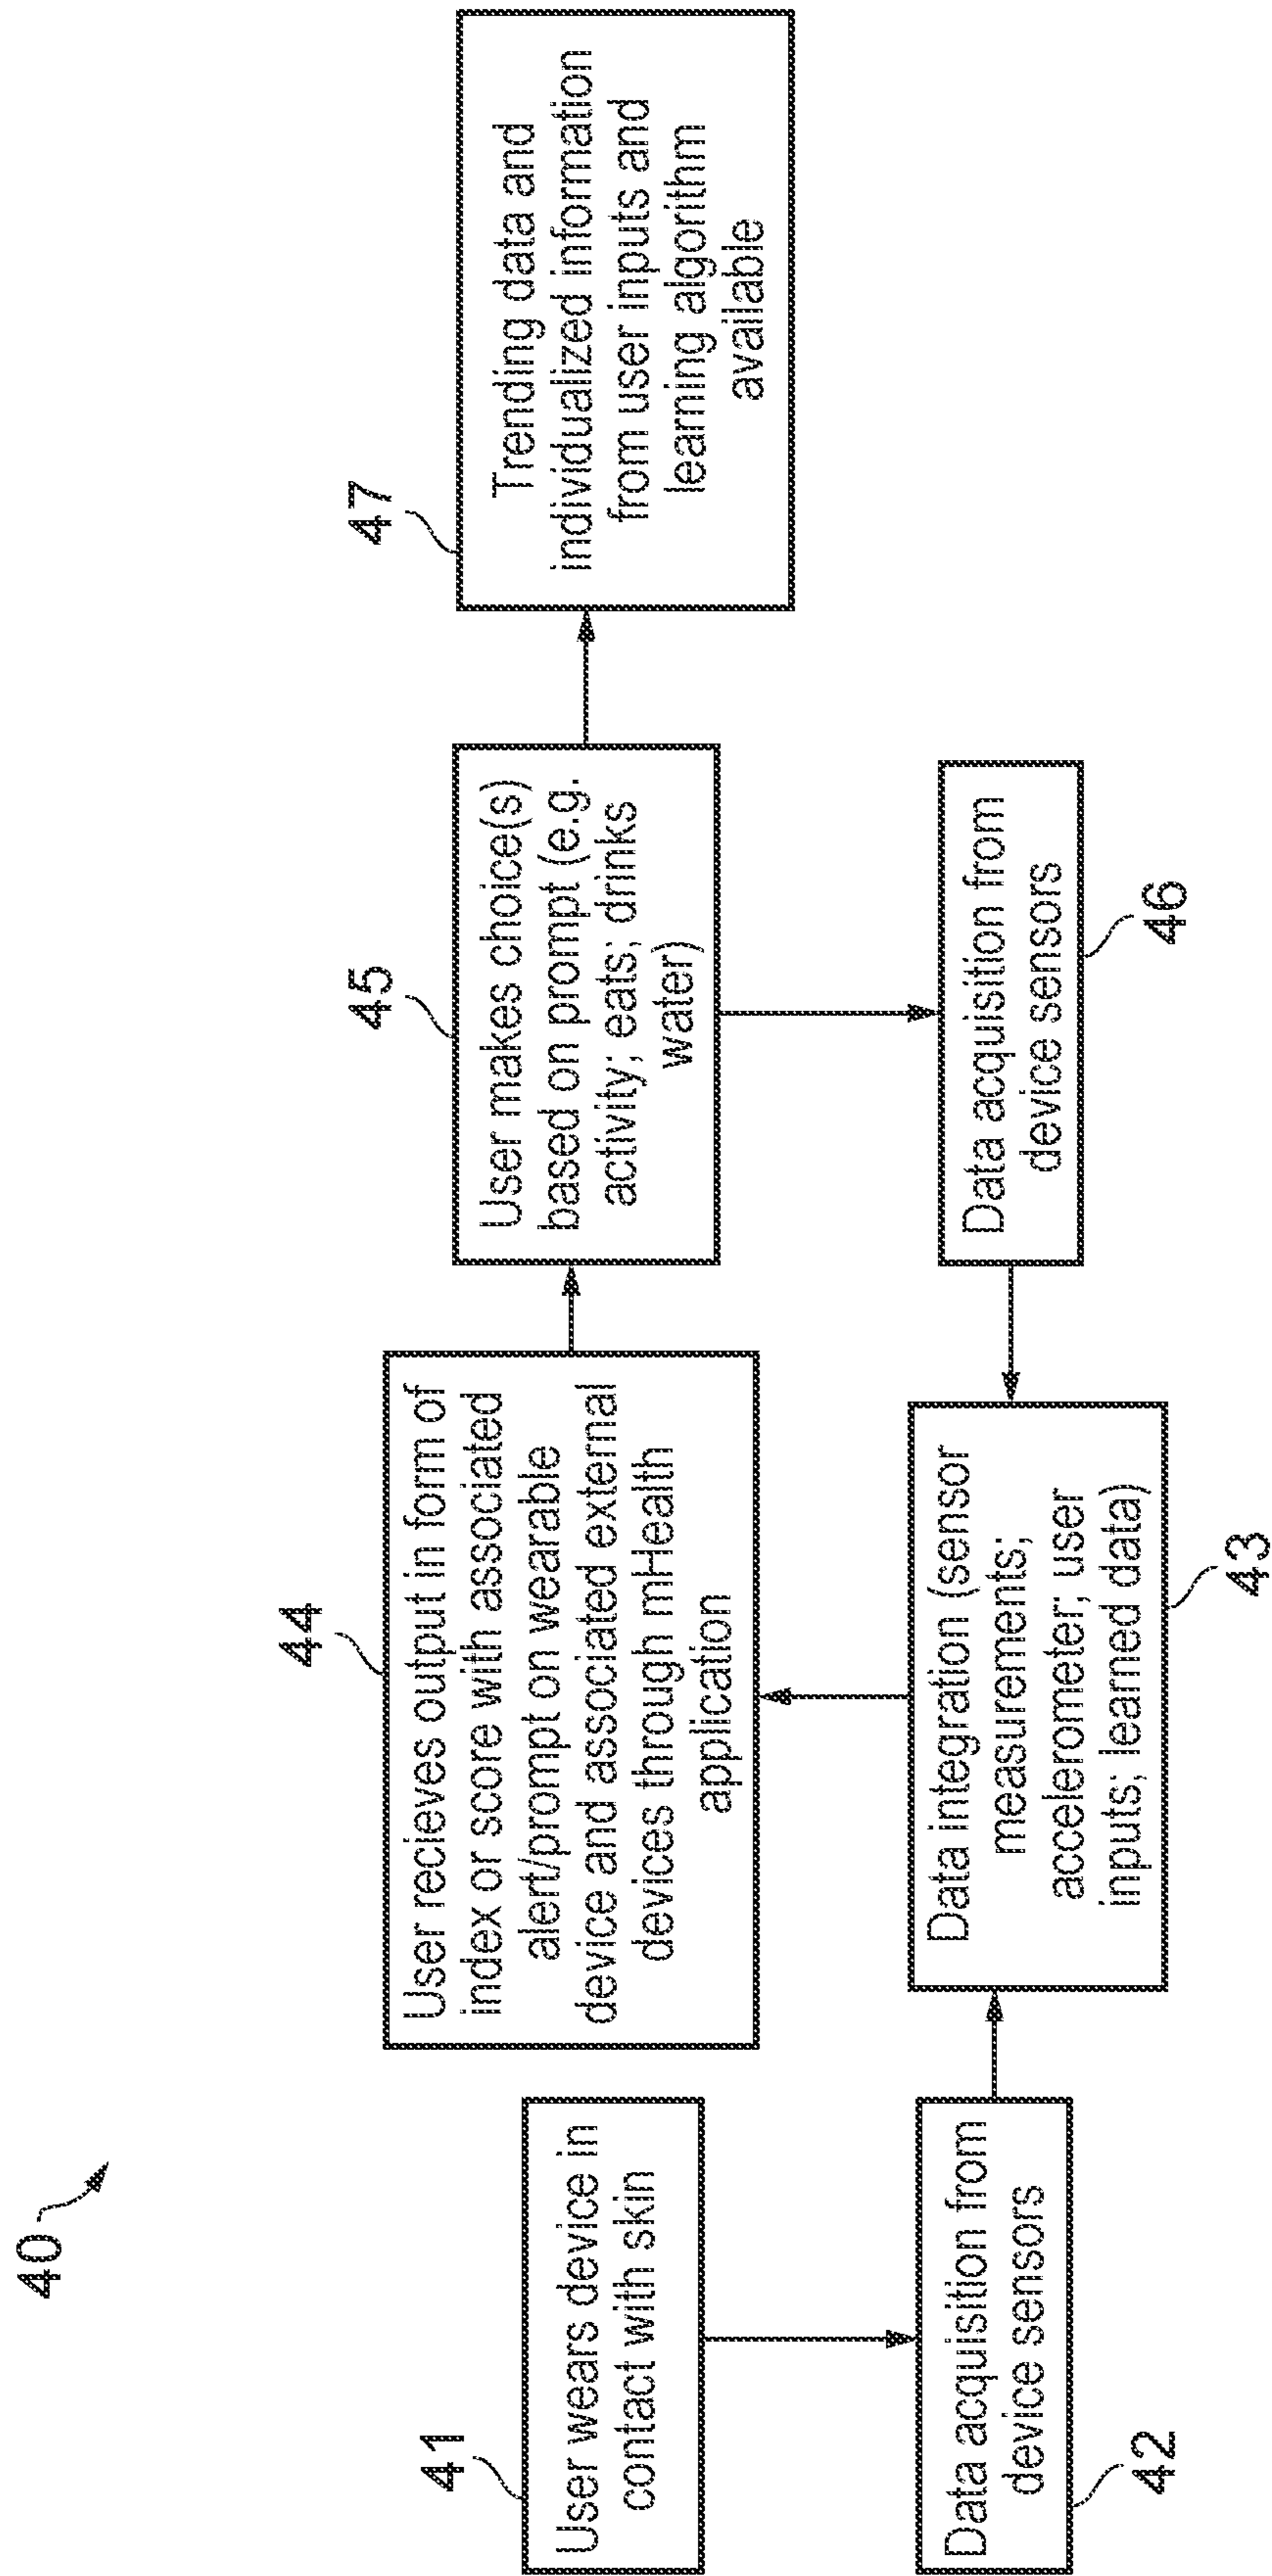 40
41
User wears device in
contact with skin
42
Data acquisition from
device sensors
43
Data integration (sensor
measurements;
accelerometer; user
inputs; learned data)
44
User recieves output in form of
index or score with associated
alert/prompt on wearable
device and associated external
devices through mHealth
application
45
User makes choice(s)
based on prompt (e.g.
activity; eats; drinks
water)
46
Data acquisition from
device sensors
47
Trending data and
individualized information
from user inputs and
learning algorithm
available